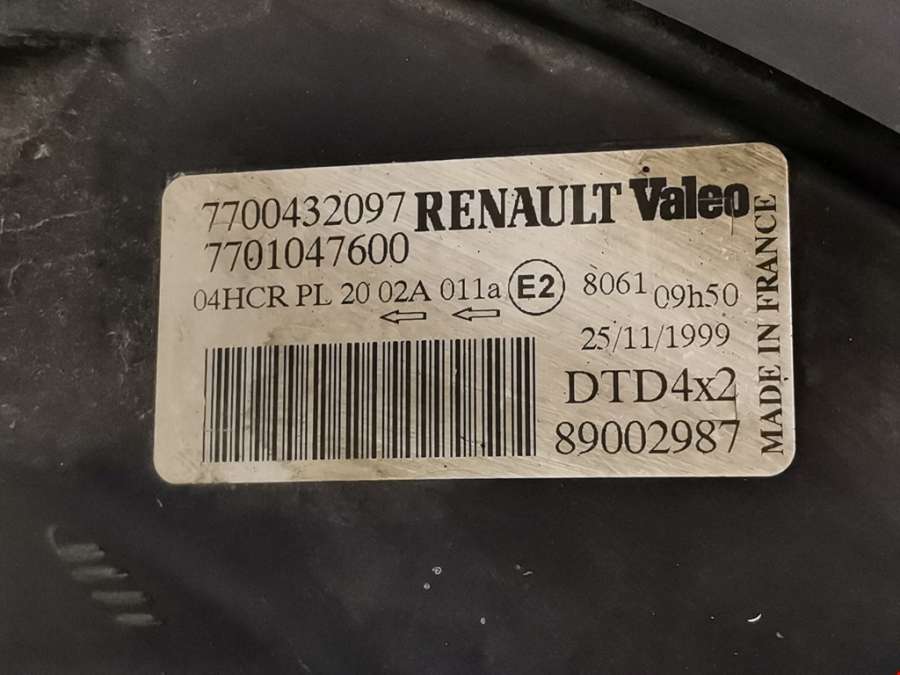 7700432097 RENAULT Valeo
7701047600
04HCR PL 20 02A 011a E2 8061 09h50
25/11/1999
DTD4x2
89002987
MADE IN FRANCE